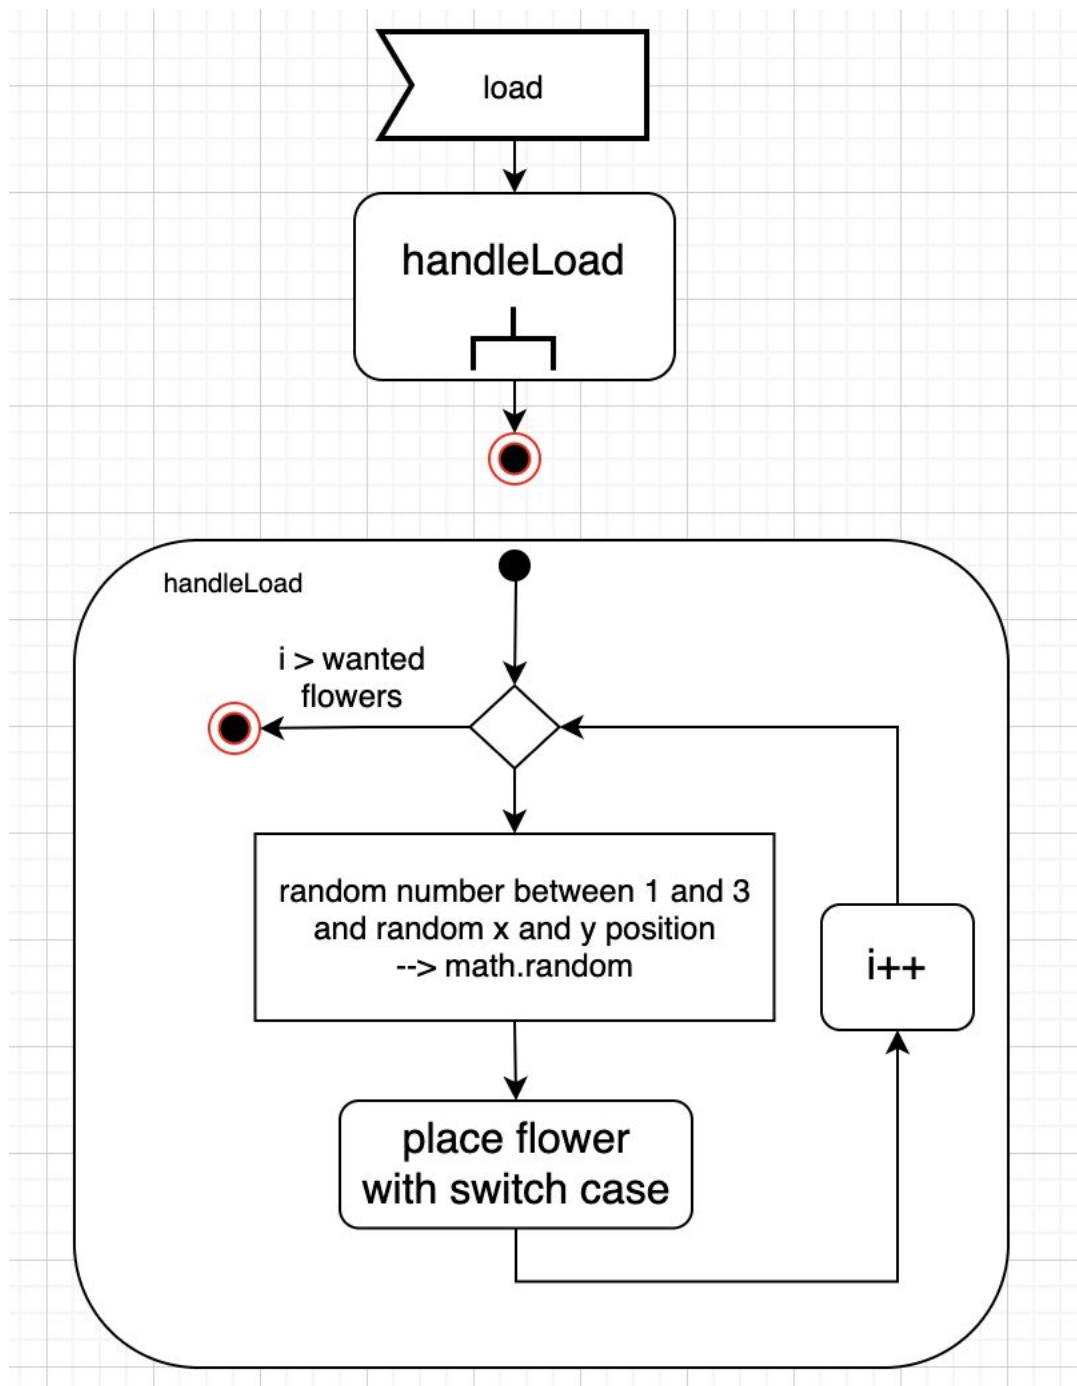 load
handleLoad
handleLoad
i > wanted
flowers
random number between 1 and 3
and random x and y position
--> math.random
i++
place flower
with switch case